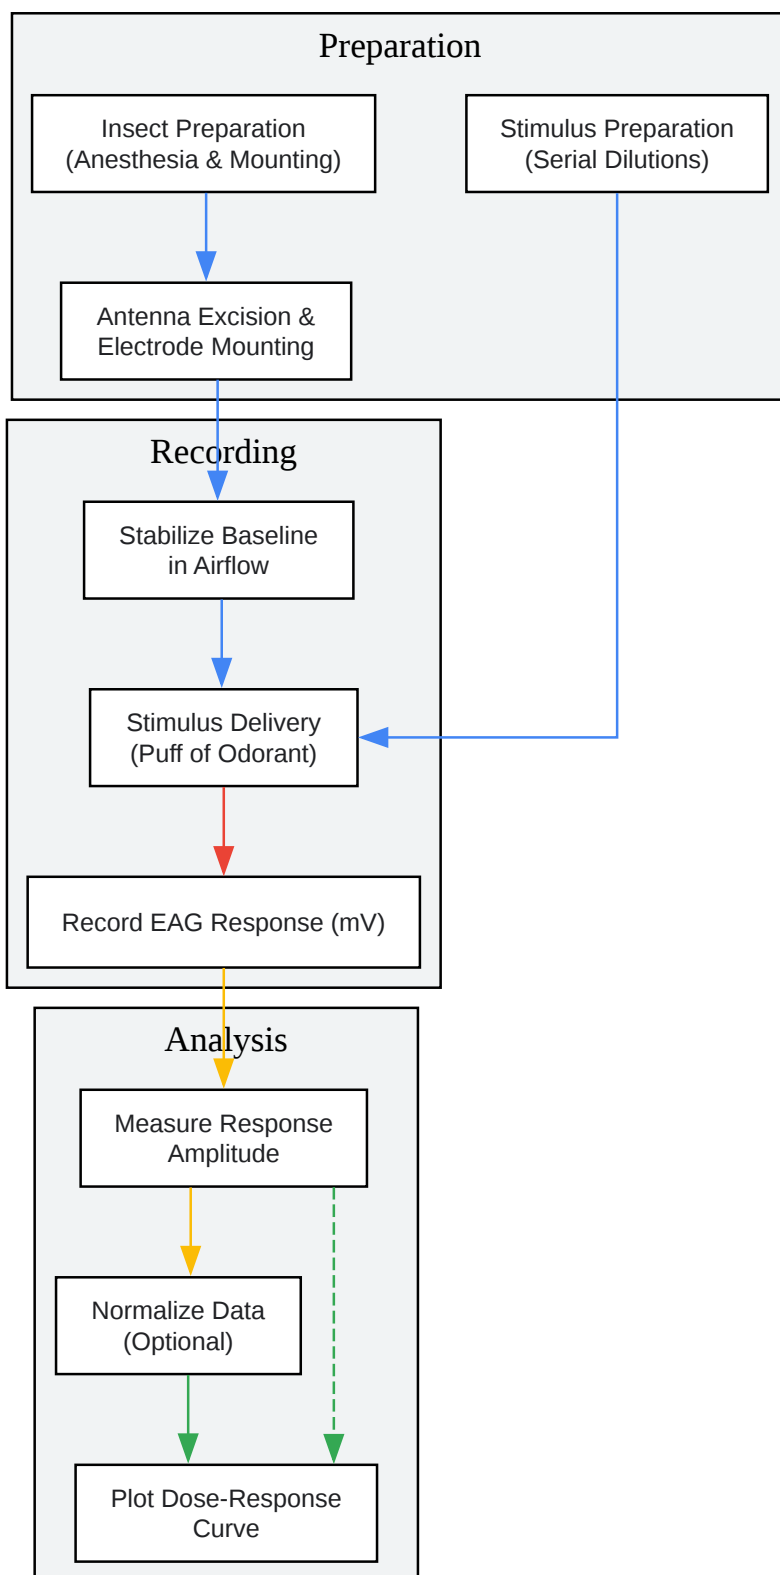 Preparation
Insect Preparation
(Anesthesia & Mounting)
Stimulus Preparation
(Serial Dilutions)
Antenna Excision &
Electrode Mounting
Recording
Stabilize Baseline
in Airflow
Stimulus Delivery
(Puff of Odorant)
Record EAG Response (mV)
Analysis
Measure Response
Amplitude
Normalize Data
(Optional)
Plot Dose-Response
Curve